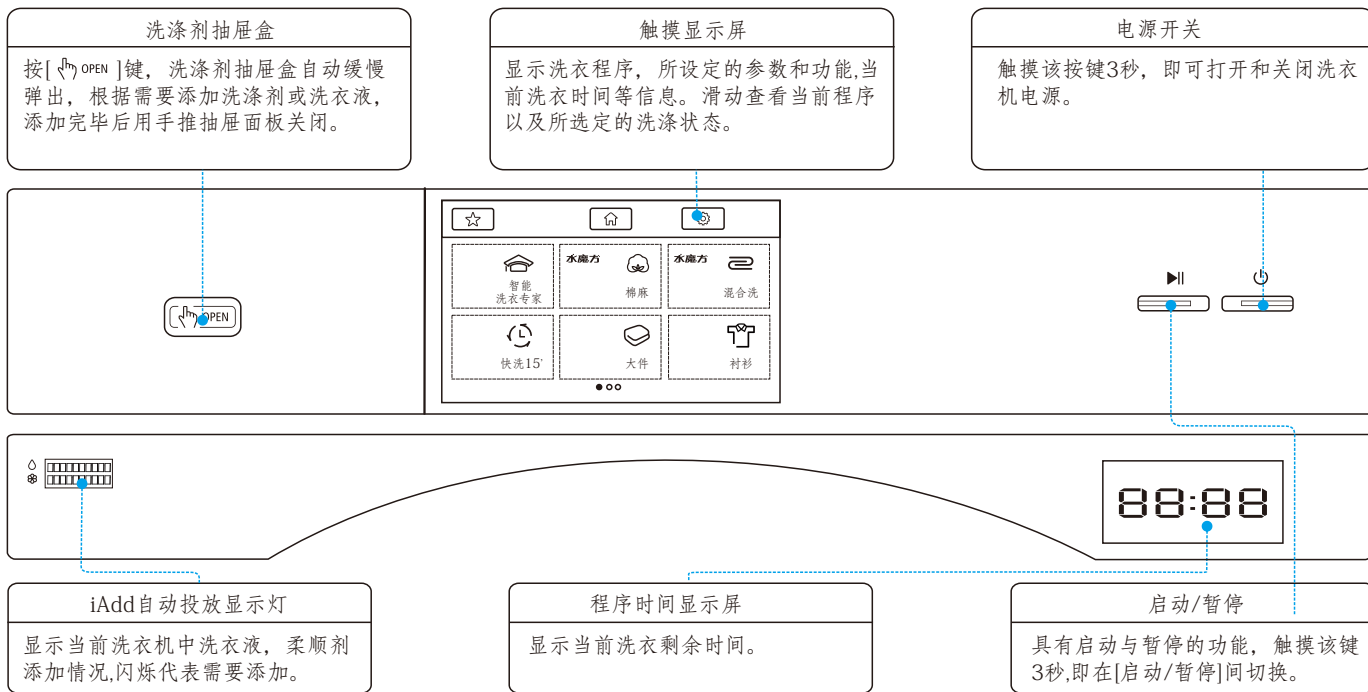 洗涤剂抽屉盒
按[ OPEN ]键，洗涤剂抽屉盒自动缓慢
弹出，根据需要添加洗涤剂或洗衣液，
添加完毕后用手推抽屉面板关闭。
触摸显示屏
显示洗衣程序，所设定的参数和功能,当
前洗衣时间等信息。滑动查看当前程序
以及所选定的洗涤状态。
电源开关
触摸该按键3秒，即可打开和关闭洗衣
机电源。
OPEN
智能
洗衣专家
水魔方
棉麻
水魔方
混合洗
快洗15'
大件
衬衫
88:88
iAdd自动投放显示灯
显示当前洗衣机中洗衣液，柔顺剂
添加情况,闪烁代表需要添加。
程序时间显示屏
显示当前洗衣剩余时间。
启动/暂停
具有启动与暂停的功能，触摸该键
3秒,即在[启动/暂停]间切换。